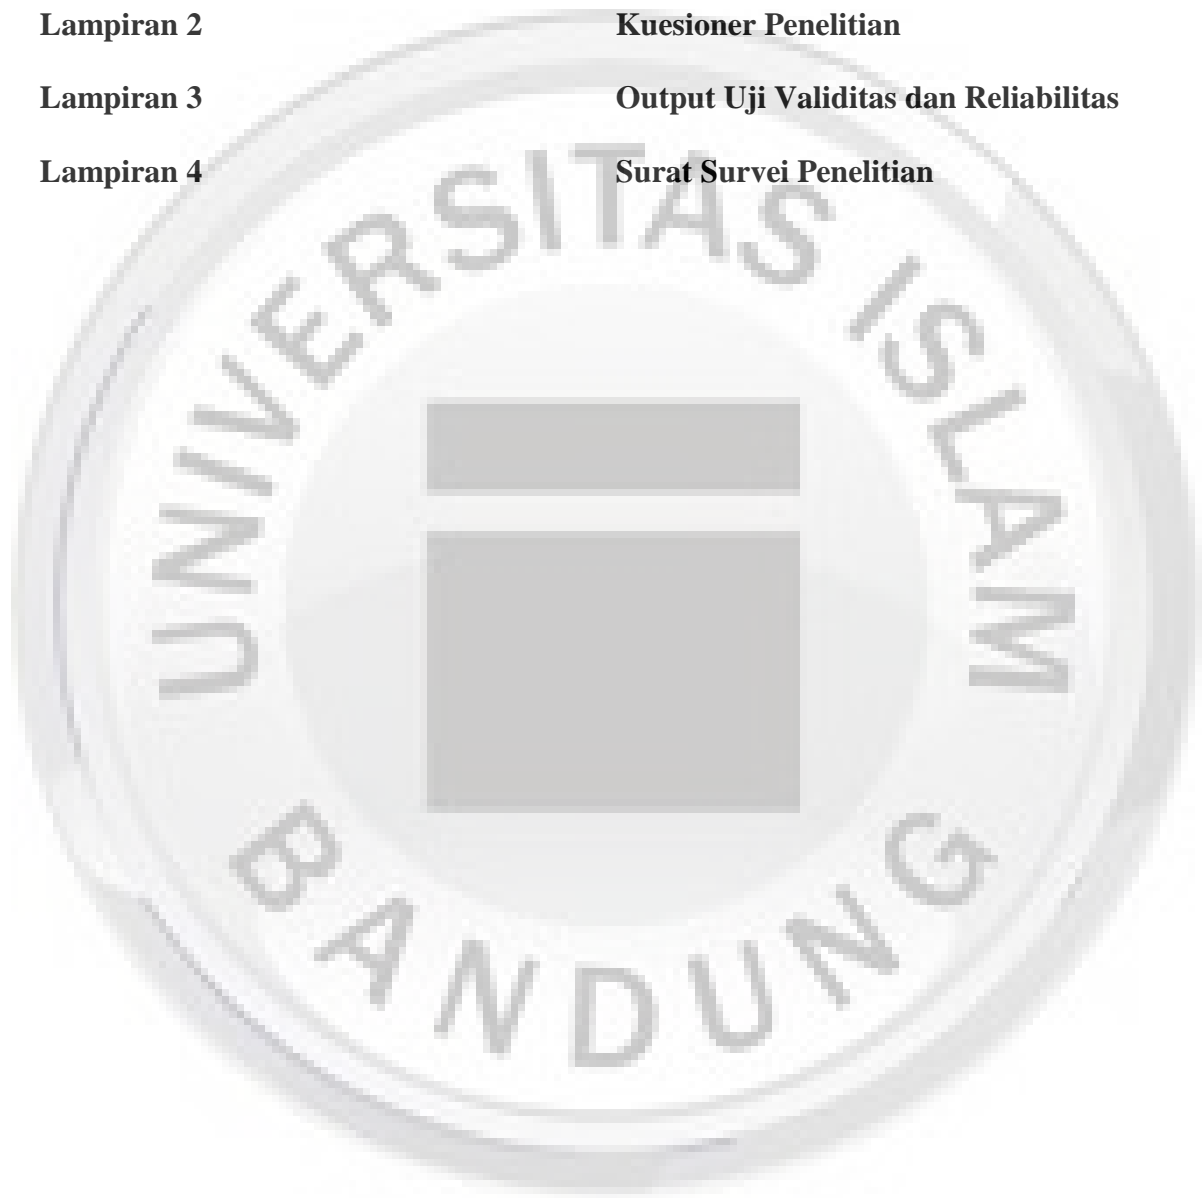 Lampiran 2 Kuesioner Penelitian
Lampiran 3 Output Uji Validitas dan Reliabilitas
Lampiran 4 Surat Survei Penelitian
UNIVERSITAS ISLAM
BANDUNG